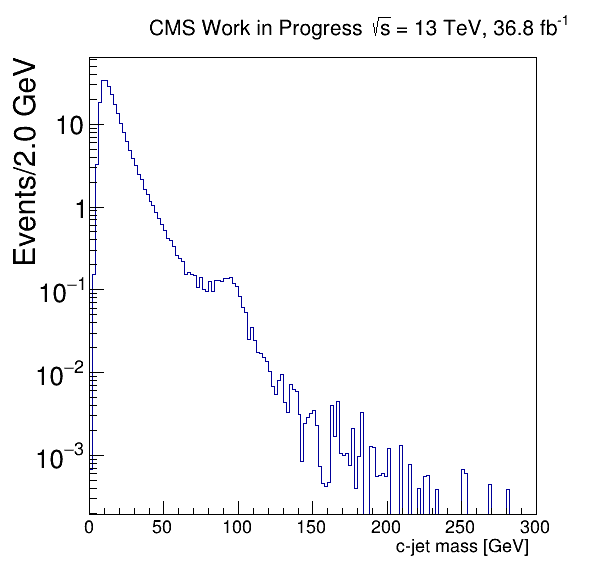 CMS Work in Progress √s = 13 TeV, 36.8 fb⁻¹
Events/2.0 GeV
10
1
10⁻¹
10⁻²
10⁻³
0 50 100 150 200 250 300
c-jet mass [GeV]